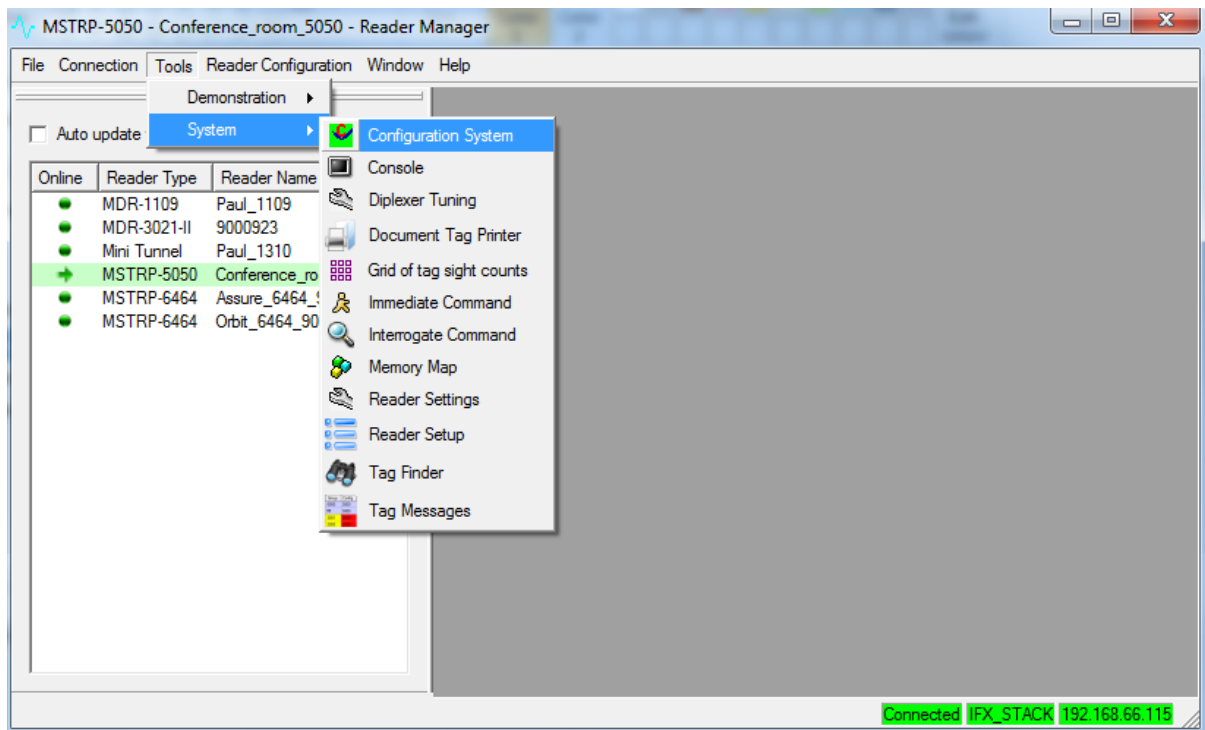 MSTRP-5050 - Conference_room_5050 - Reader Manager
File Connection Tools Reader Configuration Window Help
Demonstration
System
Auto update
Configuration System
Console
Diplexer Tuning
Document Tag Printer
Grid of tag sight counts
Immediate Command
Interrogate Command
Memory Map
Reader Settings
Reader Setup
Tag Finder
Tag Messages
Online Reader Type Reader Name
MDR-1109 Paul_1109
MDR-3021-II 9000923
Mini Tunnel Paul_1310
MSTRP-5050 Conference_ro
MSTRP-6464 Assure_6464_
MSTRP-6464 Orbit_6464_90
Connected IFX_STACK 192.168.66.115